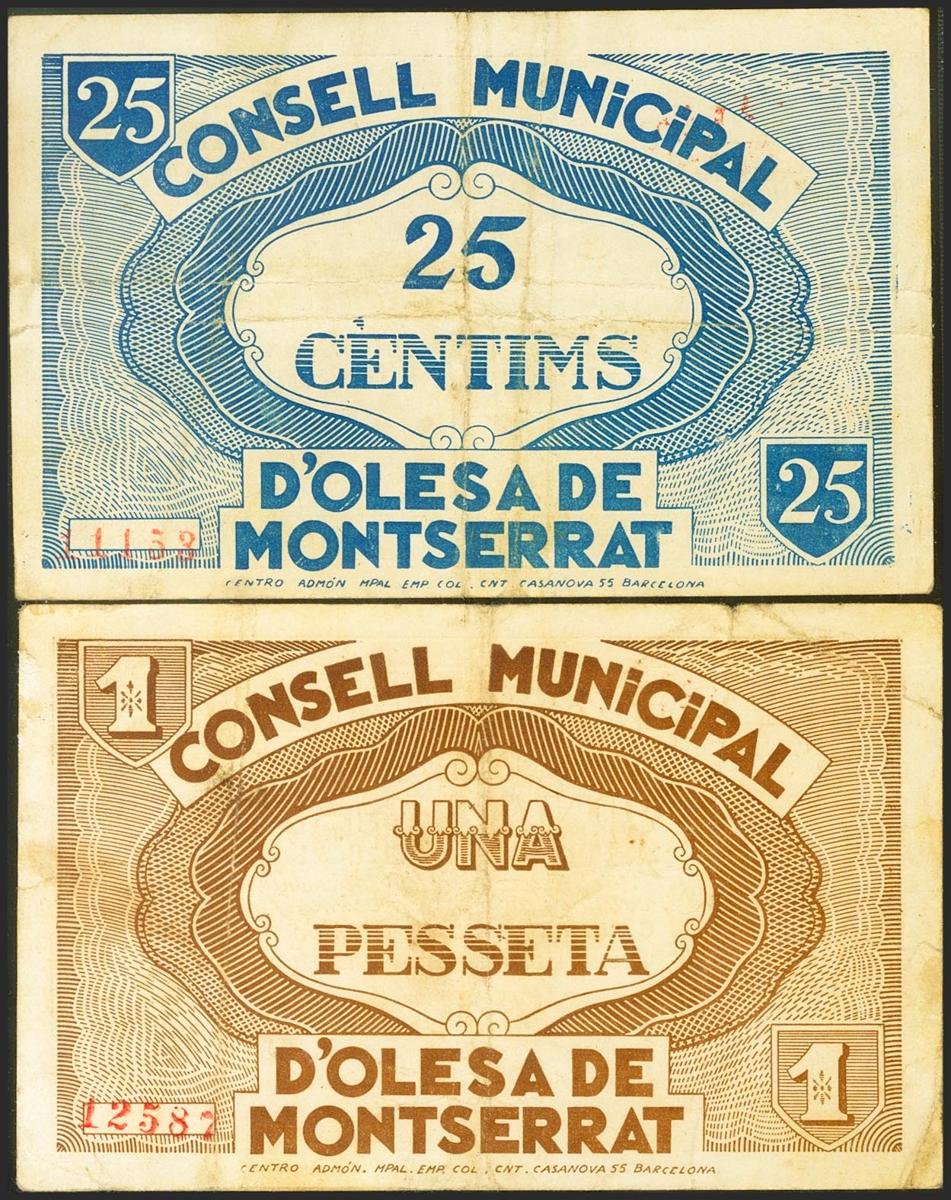 25
CONSELL MUNICIPAL
25
CÈNTIMS
25
D'OLESA DE
MONTSERRAT
CENTRO ADMÓN MPAL EMP COL. CNT. CASANOVA 55 BARCELONA
1
CONSELL MUNICIPAL
UNA
PESSETA
1
D'OLESA DE
MONTSERRAT
12587
CENTRO ADMÓN. MPAL. EMP. COL. CNT. CASANOVA 55 BARCELONA